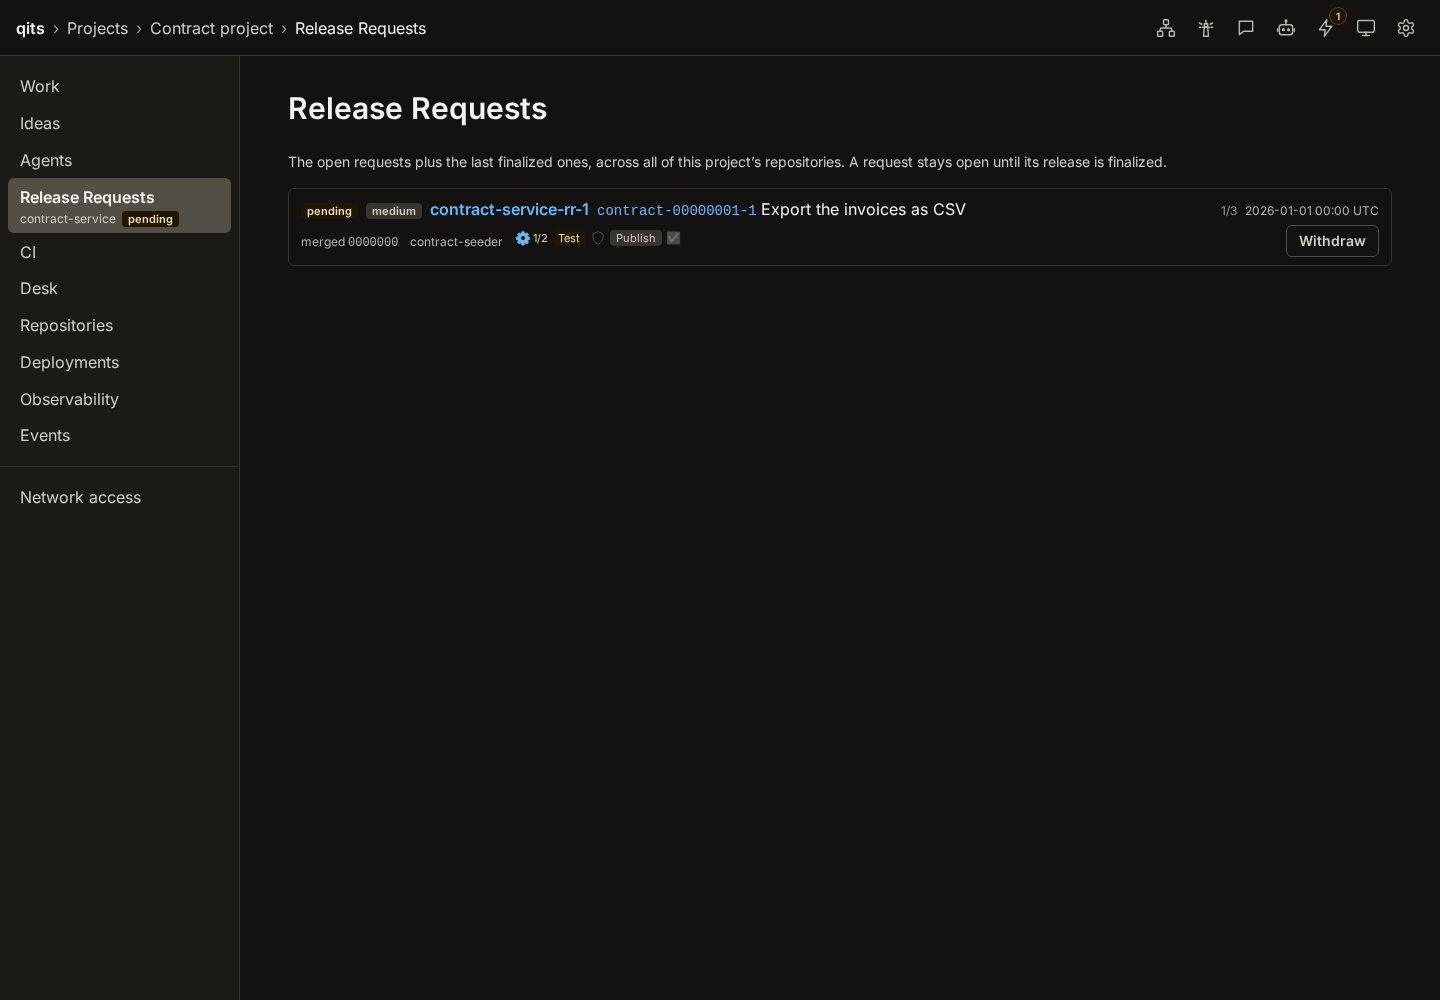 qits › Projects › Contract project › Release Requests
1
Work
Ideas
Agents
Release Requests
contract-service pending
CI
Desk
Repositories
Deployments
Observability
Events
Network access
Release Requests
The open requests plus the last finalized ones, across all of this project’s repositories. A request stays open until its release is finalized.
pending medium contract-service-rr-1 contract-00000001-1 Export the invoices as CSV 1/3 2026-01-01 00:00 UTC
merged 0000000 contract-seeder 1/2 Test Publish
Withdraw